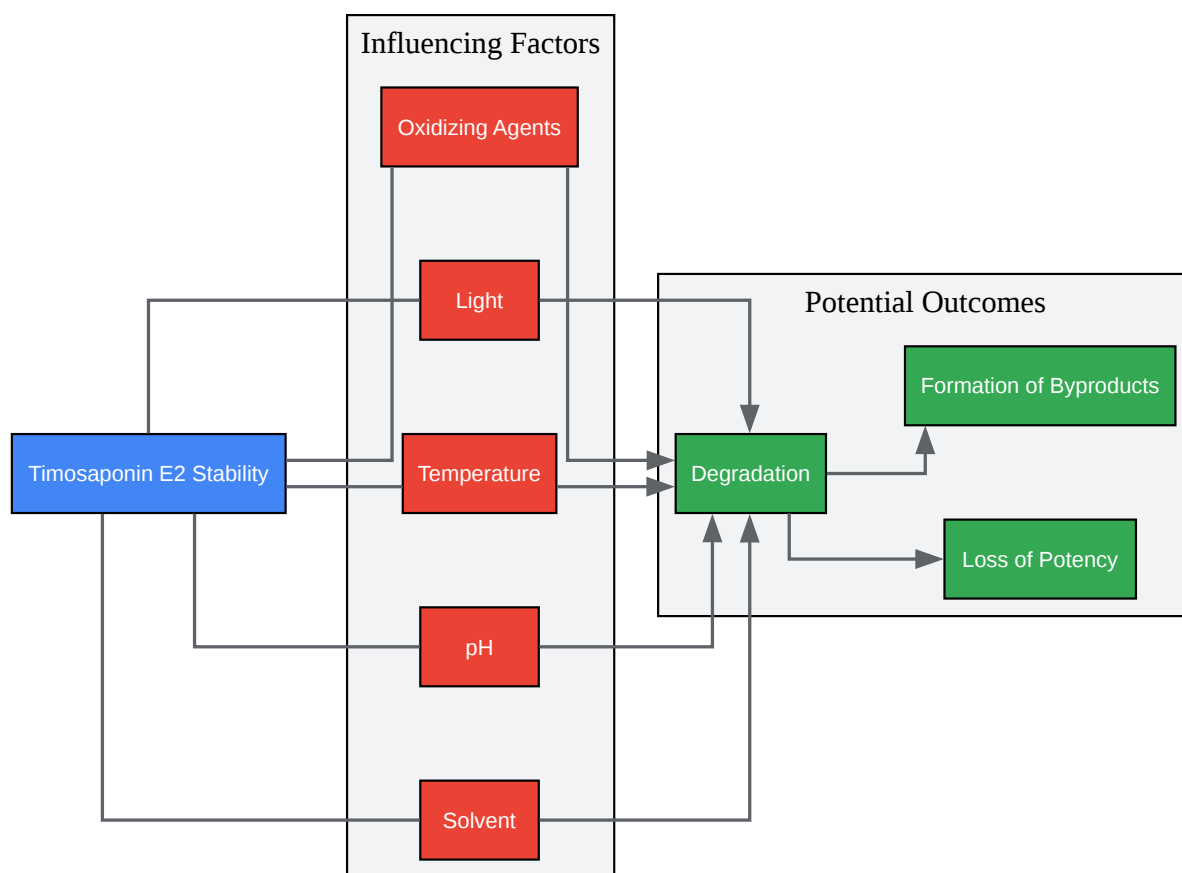 Influencing Factors
Oxidizing Agents
Light
Potential Outcomes
Formation of Byproducts
Timosaponin E2 Stability
Temperature
Degradation
Loss of Potency
pH
Solvent